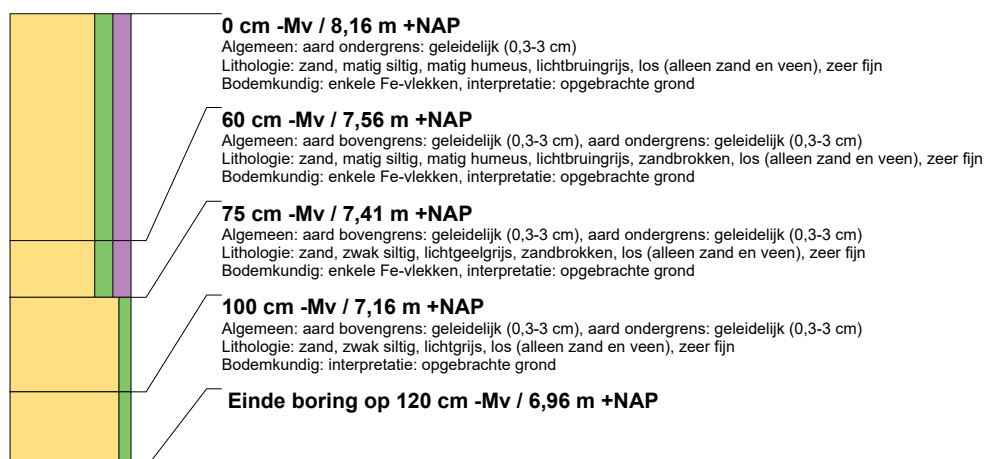 0 cm -Mv / 8,16 m +NAP
Algemeen: aard ondergrens: geleidelijk (0,3-3 cm)
Lithologie: zand, matig siltig, matig humeus, lichtbruingrijs, los (alleen zand en veen), zeer fijn
Bodemkundig: enkele Fe-vlekken, interpretatie: opgebrachte grond
60 cm -Mv / 7,56 m +NAP
Algemeen: aard bovengrens: geleidelijk (0,3-3 cm), aard ondergrens: geleidelijk (0,3-3 cm)
Lithologie: zand, matig siltig, matig humeus, lichtbruingrijs, zandbrokken, los (alleen zand en veen), zeer fijn
Bodemkundig: enkele Fe-vlekken, interpretatie: opgebrachte grond
75 cm -Mv / 7,41 m +NAP
Algemeen: aard bovengrens: geleidelijk (0,3-3 cm), aard ondergrens: geleidelijk (0,3-3 cm)
Lithologie: zand, zwak siltig, lichtgeelgrijs, zandbrokken, los (alleen zand en veen), zeer fijn
Bodemkundig: enkele Fe-vlekken, interpretatie: opgebrachte grond
100 cm -Mv / 7,16 m +NAP
Algemeen: aard bovengrens: geleidelijk (0,3-3 cm), aard ondergrens: geleidelijk (0,3-3 cm)
Lithologie: zand, zwak siltig, lichtgrijs, los (alleen zand en veen), zeer fijn
Bodemkundig: interpretatie: opgebrachte grond
Einde boring op 120 cm -Mv / 6,96 m +NAP